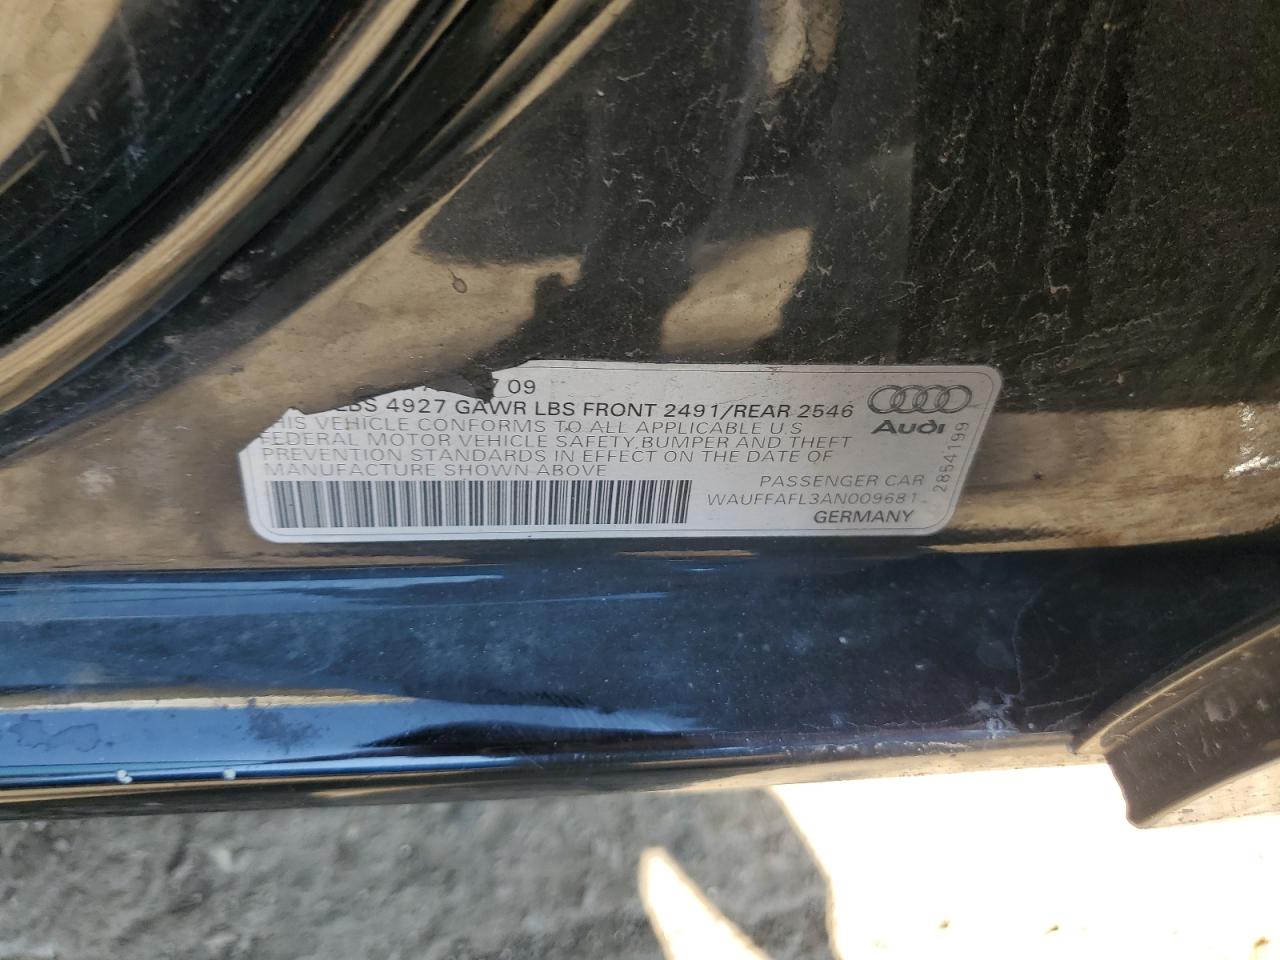 7 09
LBS 4927 GAWR LBS FRONT 2491/REAR 2546
THIS VEHICLE CONFORMS TO ALL APPLICABLE U.S
FEDERAL MOTOR VEHICLE SAFETY, BUMPER AND THEFT
PREVENTION STANDARDS IN EFFECT ON THE DATE OF
MANUFACTURE SHOWN ABOVE
Audi
PASSENGER CAR
WAUFFAFL3AN009681
GERMANY
2854199